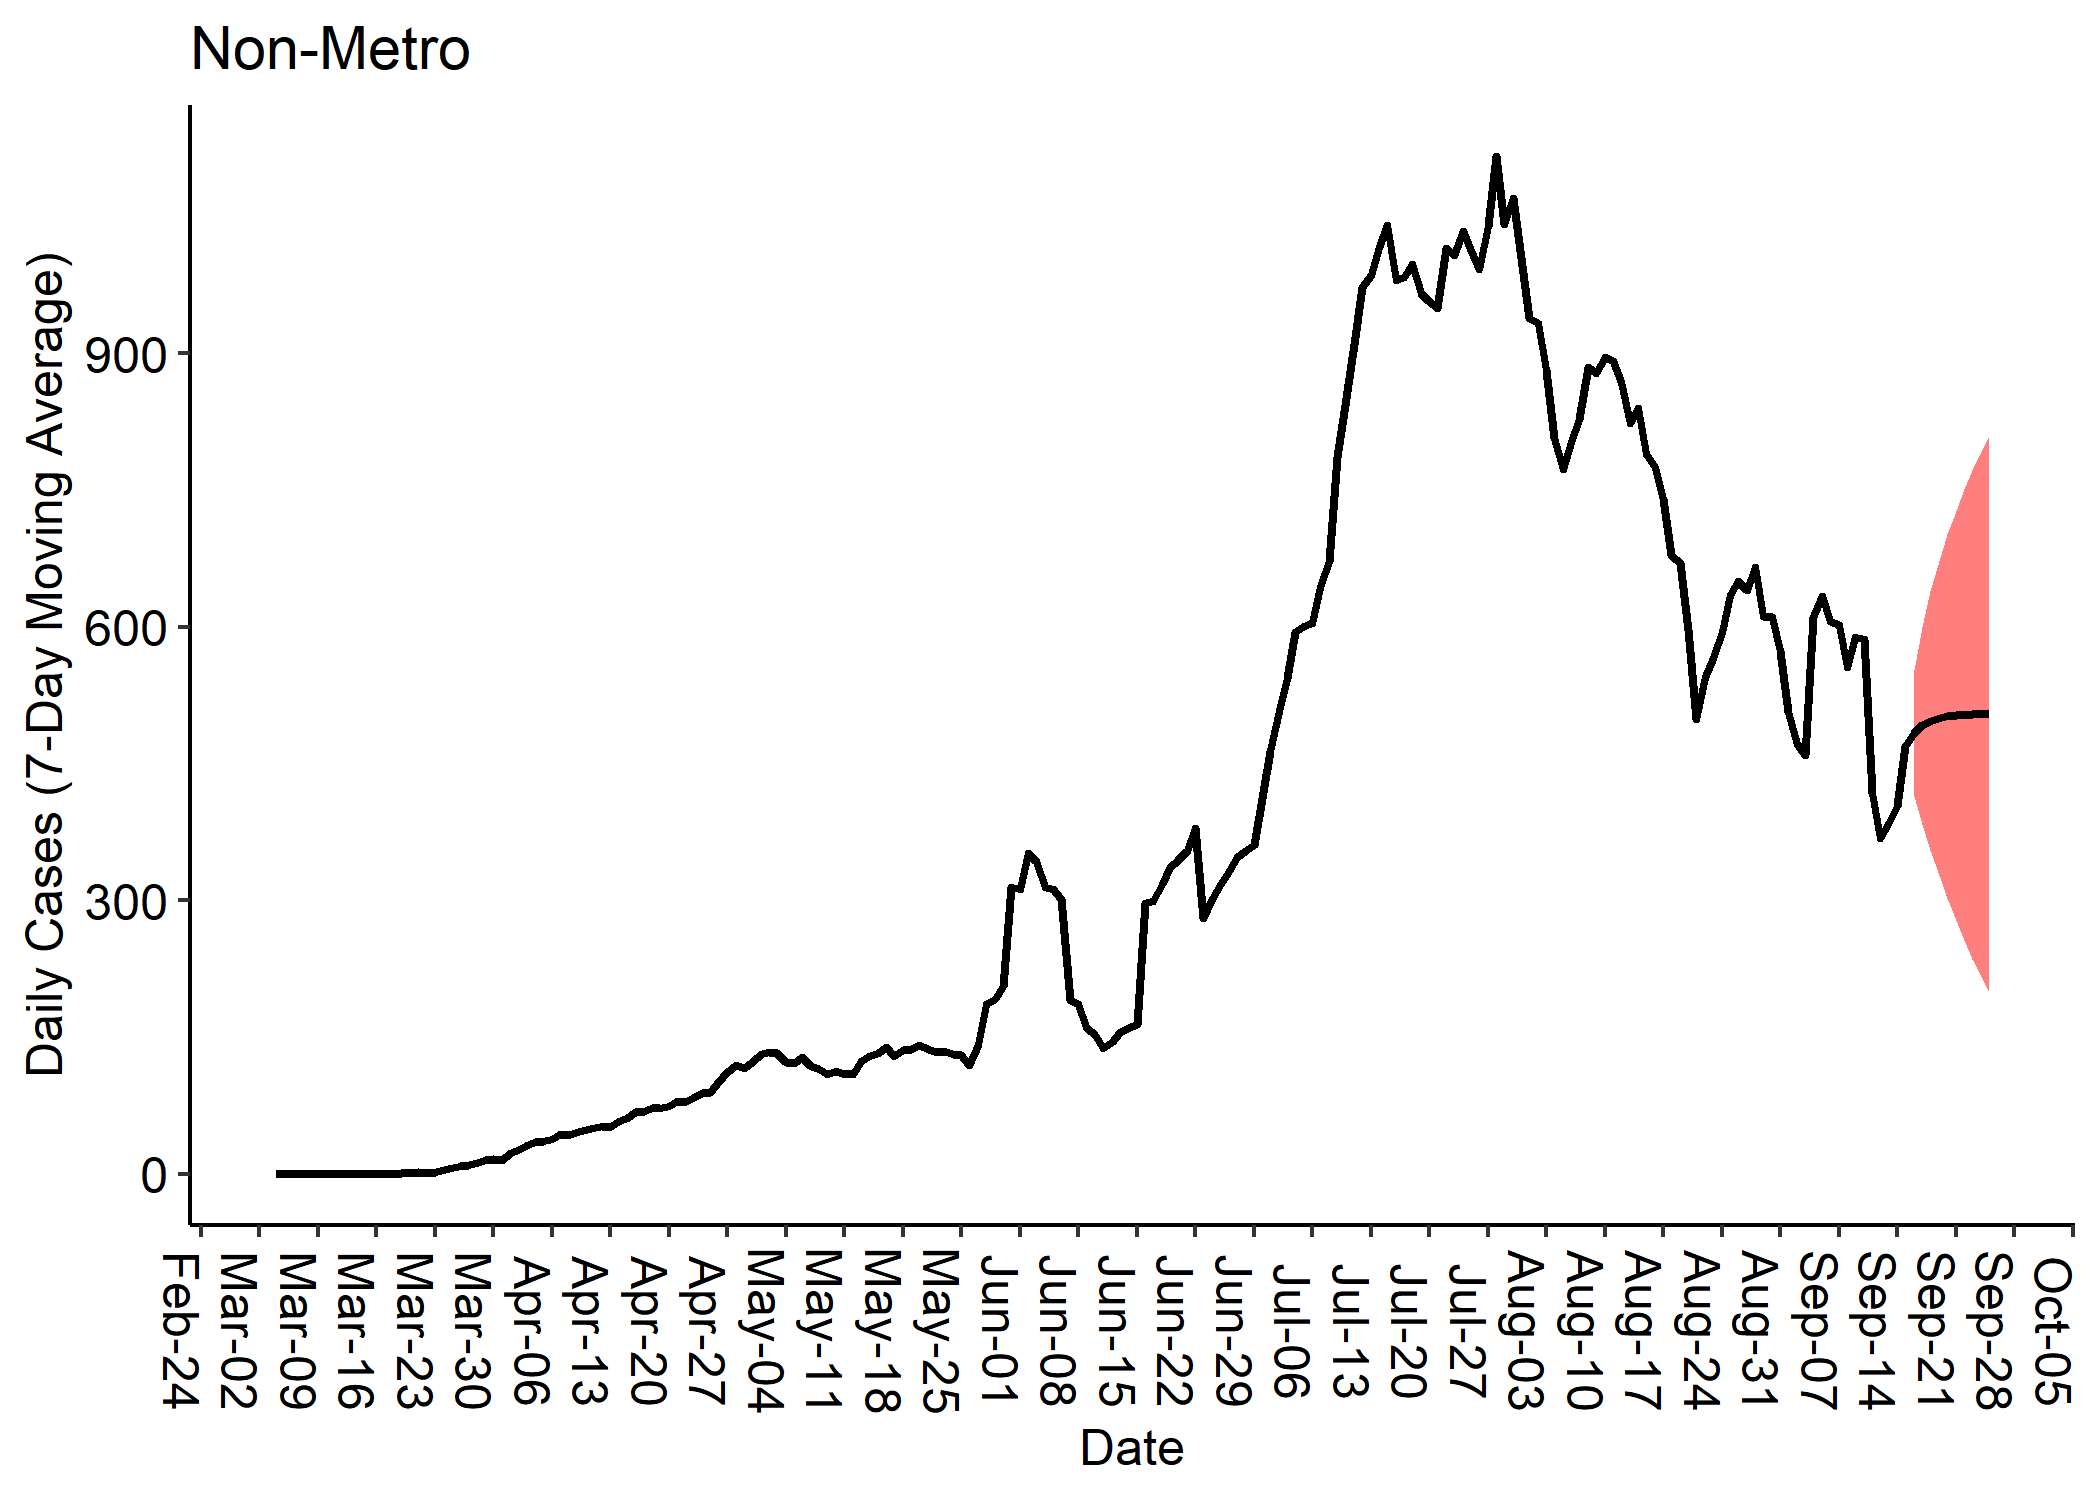 Non-Metro
Daily Cases (7-Day Moving Average)
900
600
300
0
Feb-24
Mar-02
Mar-09
Mar-16
Mar-23
Mar-30
Apr-06
Apr-13
Apr-20
Apr-27
May-04
May-11
May-18
May-25
Jun-01
Jun-08
Jun-15
Jun-22
Jun-29
Jul-06
Jul-13
Jul-20
Jul-27
Aug-03
Aug-10
Aug-17
Aug-24
Aug-31
Sep-07
Sep-14
Sep-21
Sep-28
Oct-05
Date